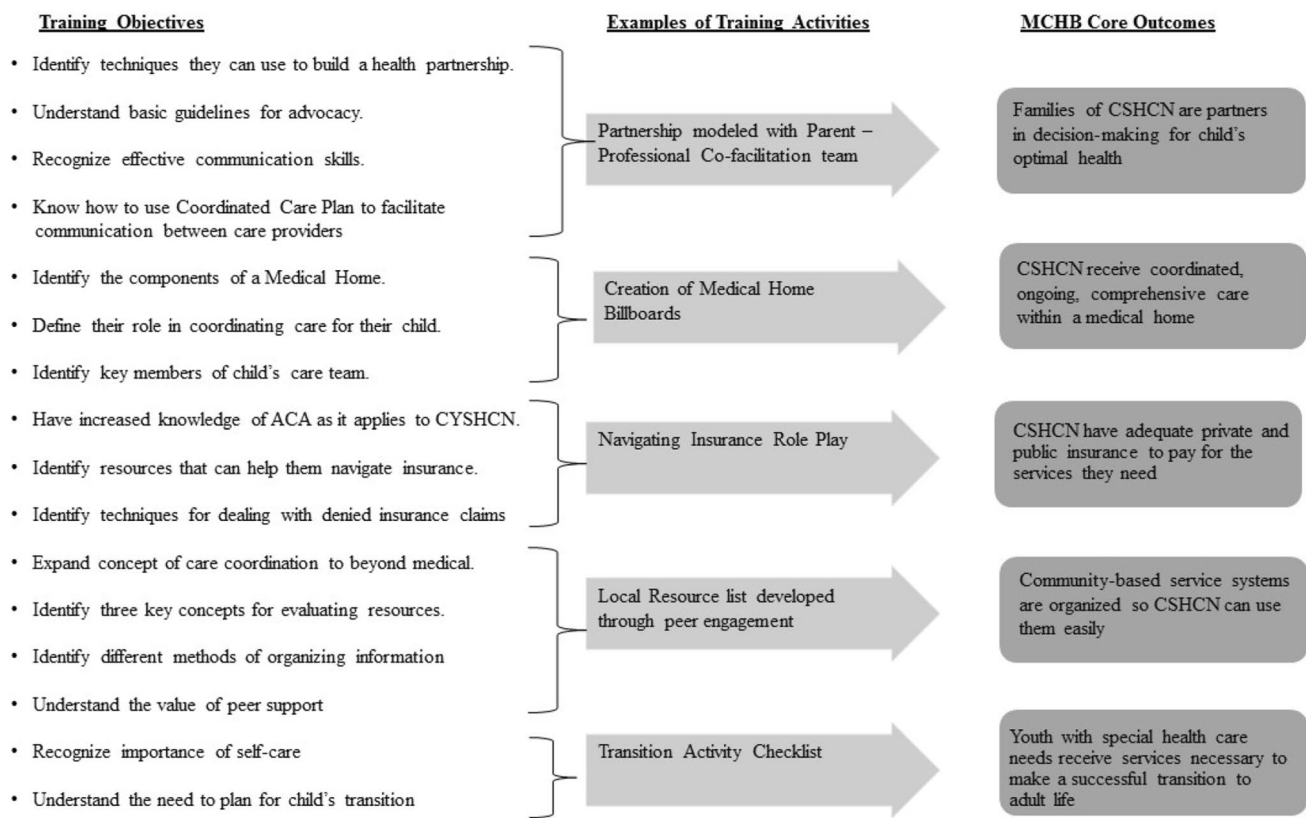 Training Objectives
Examples of Training Activities
MCHB Core Outcomes
• Identify techniques they can use to build a health partnership.
• Understand basic guidelines for advocacy.
• Recognize effective communication skills.
• Know how to use Coordinated Care Plan to facilitate
communication between care providers
Partnership modeled with Parent –
Professional Co-facilitation team
Families of CSHCN are partners
in decision-making for child's
optimal health
• Identify the components of a Medical Home.
• Define their role in coordinating care for their child.
• Identify key members of child's care team.
Creation of Medical Home
Billboards
CSHCN receive coordinated,
ongoing, comprehensive care
within a medical home
• Have increased knowledge of ACA as it applies to CYSHCN.
• Identify resources that can help them navigate insurance.
• Identify techniques for dealing with denied insurance claims
Navigating Insurance Role Play
CSHCN have adequate private and
public insurance to pay for the
services they need
• Expand concept of care coordination to beyond medical.
• Identify three key concepts for evaluating resources.
• Identify different methods of organizing information
• Understand the value of peer support
Local Resource list developed
through peer engagement
Community-based service systems
are organized so CSHCN can use
them easily
• Recognize importance of self-care
• Understand the need to plan for child's transition
Transition Activity Checklist
Youth with special health care
needs receive services necessary to
make a successful transition to
adult life